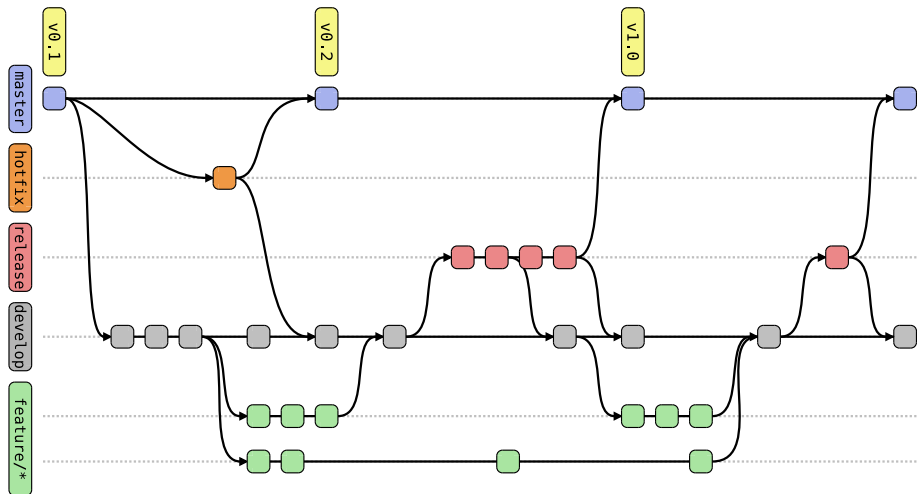 v0.1
v0.2
v1.0
master
hotfix
release
develop
feature/*